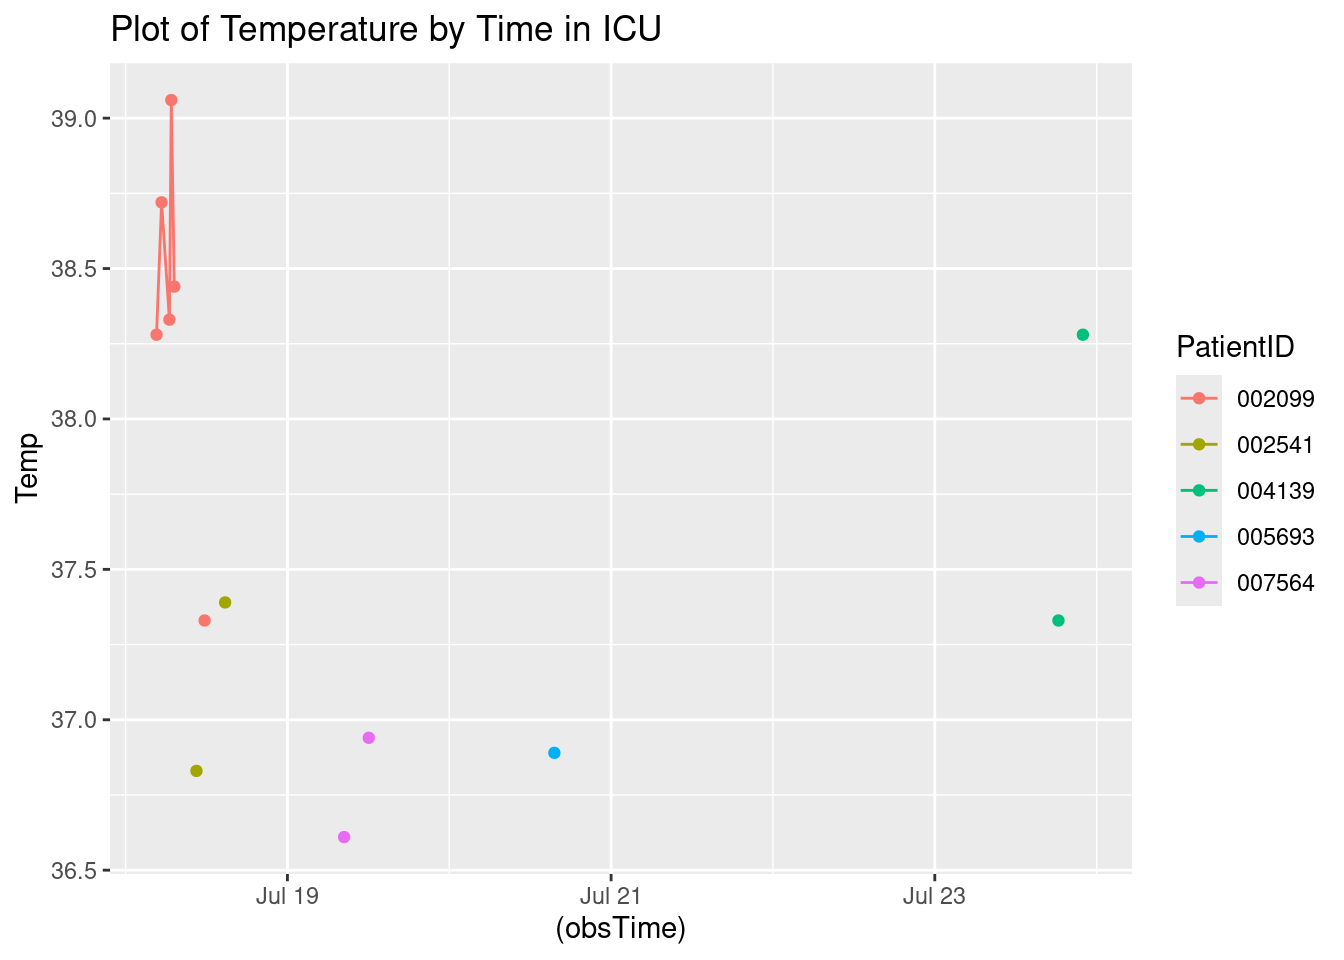 Plot of Temperature by Time in ICU
39.0
38.5
38.0
37.5
37.0
36.5
Temp
Jul 19 Jul 21 Jul 23
(obsTime)
PatientID
002099
002541
004139
005693
007564